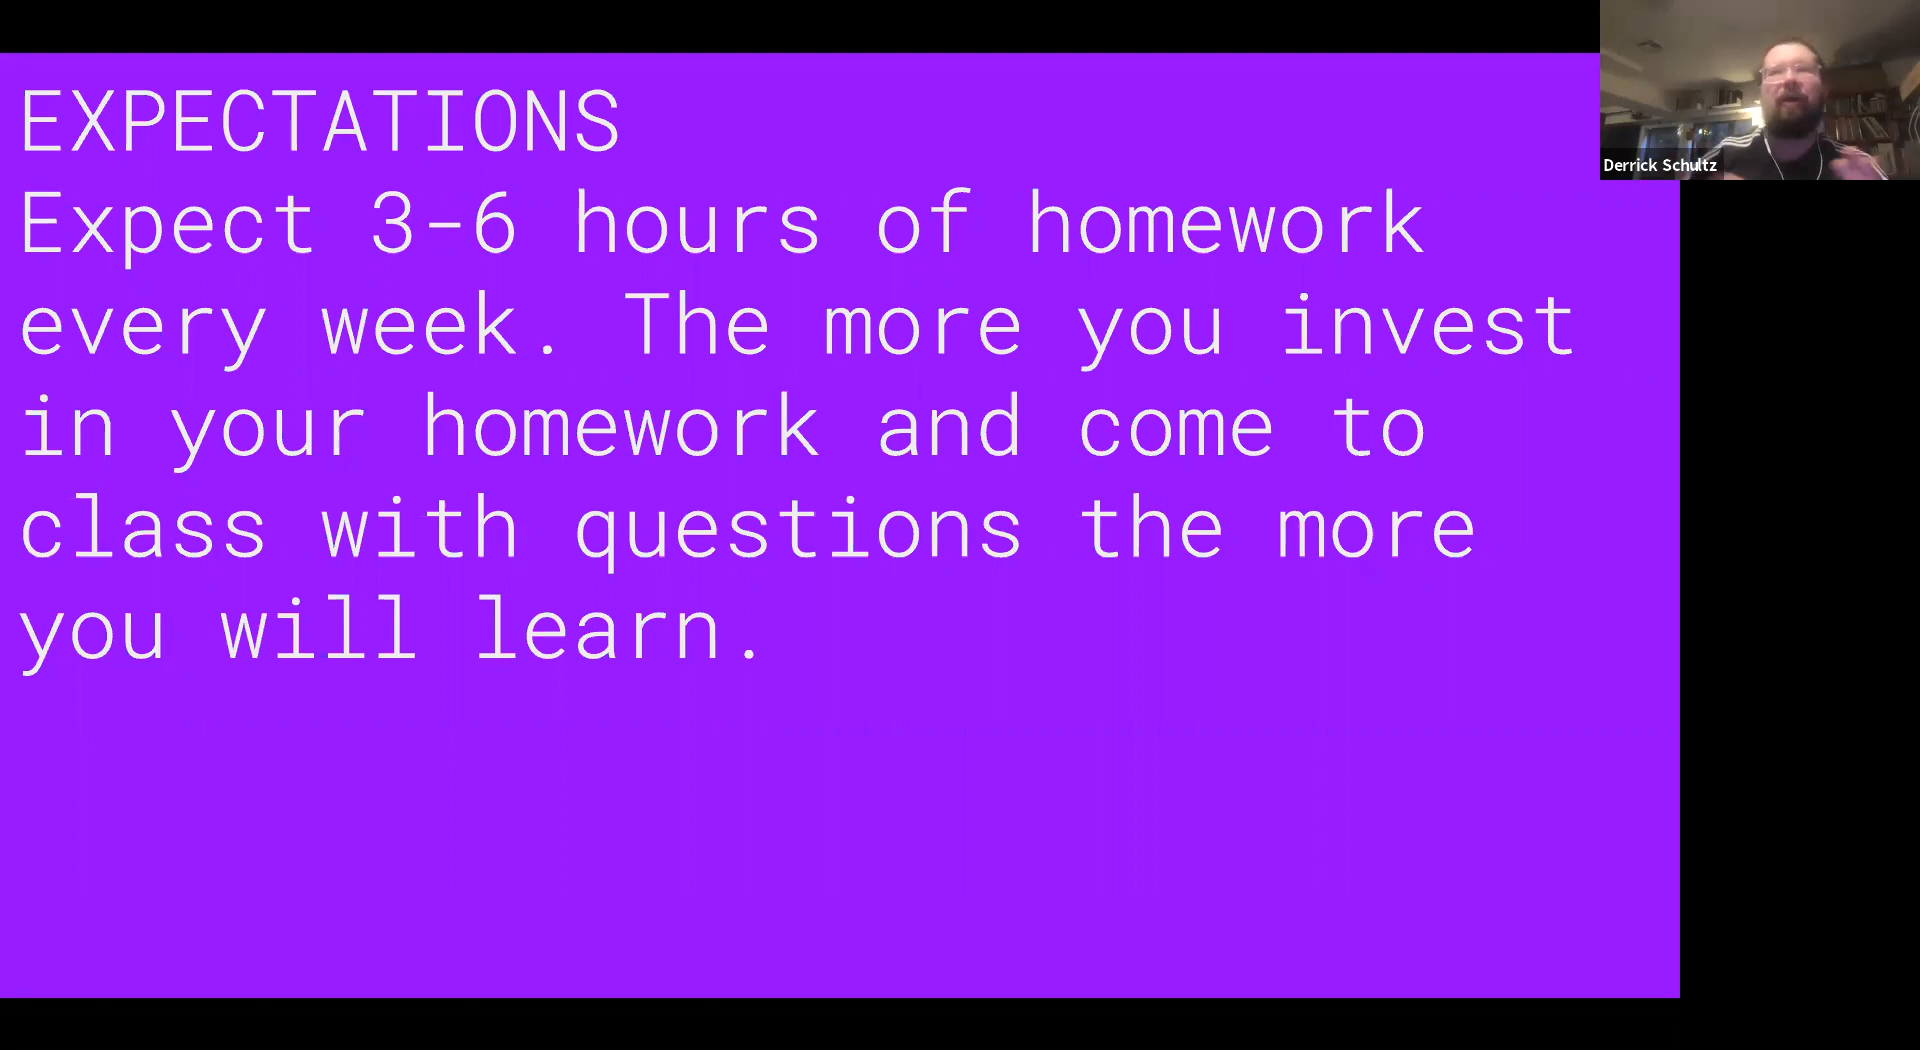 EXPECTATIONS
Expect 3-6 hours of homework
every week. The more you invest
in your homework and come to
class with questions the more
you will learn.
Derrick Schultz